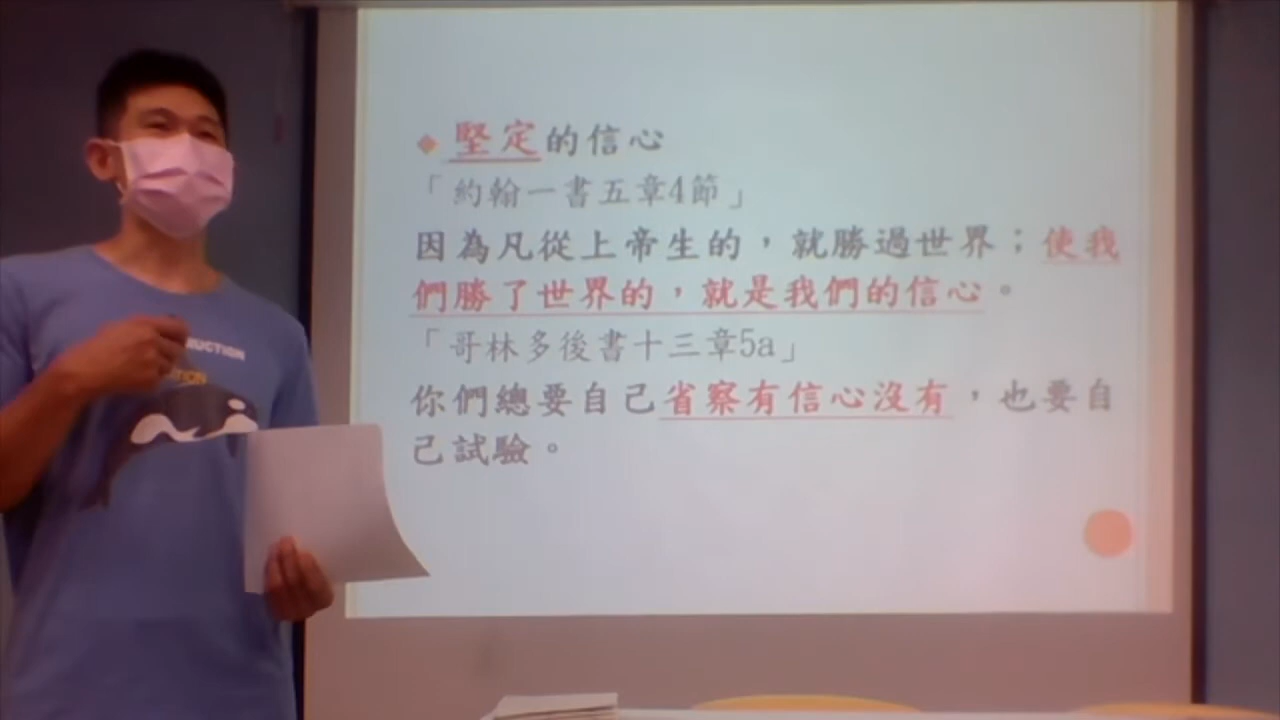 堅定的信心
「約翰一書五章4節」
因為凡從上帝生的，就勝過世界；使我
們勝了世界的，就是我們的信心。
「哥林多後書十三章5a」
你們總要自己省察有信心沒有，也要自
己試驗。